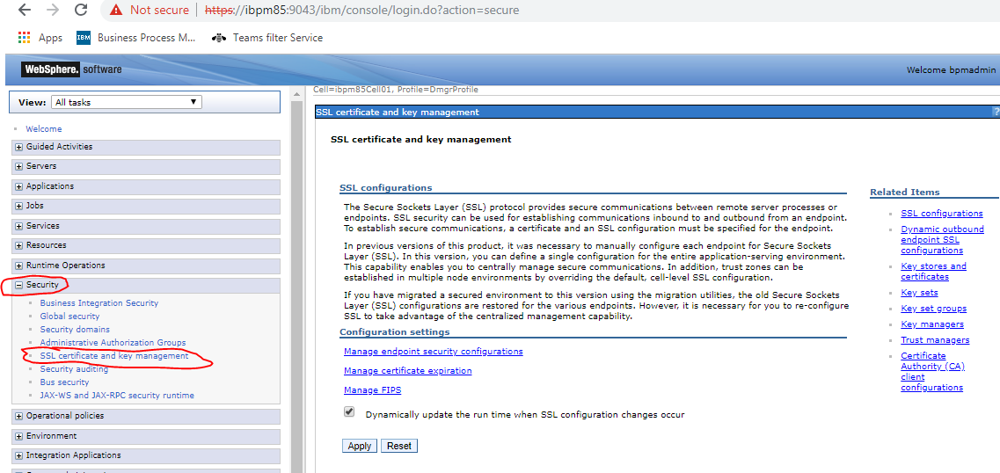 Not secure | https://ibpm85:9043/ibm/console/login.do?action=secure
Apps
IBM
Business Process M...
Teams filter Service
WebSphere. software
Welcome bpmadmin
View: All tasks
Welcome
Guided Activities
Servers
Applications
Jobs
Services
Resources
Runtime Operations
Security
Business Integration Security
Global security
Security domains
Administrative Authorization Groups
SSL certificate and key management
Security auditing
Bus security
JAX-WS and JAX-RPC security runtime
Operational policies
Environment
Integration Applications
Cell=ibpm85Cell01, Profile=DmgrProfile
SSL certificate and key management
?
SSL certificate and key management
SSL configurations
The Secure Sockets Layer (SSL) protocol provides secure communications between remote server processes or
endpoints. SSL security can be used for establishing communications inbound to and outbound from an endpoint.
To establish secure communications, a certificate and an SSL configuration must be specified for the endpoint.
In previous versions of this product, it was necessary to manually configure each endpoint for Secure Sockets
Layer (SSL). In this version, you can define a single configuration for the entire application-serving environment.
This capability enables you to centrally manage secure communications. In addition, trust zones can be
established in multiple node environments by overriding the default, cell-level SSL configuration.
If you have migrated a secured environment to this version using the migration utilities, the old Secure Sockets
Layer (SSL) configurations are restored for the various endpoints. However, it is necessary for you to re-configure
SSL to take advantage of the centralized management capability.
Configuration settings
Manage endpoint security configurations
Manage certificate expiration
Manage FIPS
Dynamically update the run time when SSL configuration changes occur
Apply
Reset
Related Items
SSL configurations
Dynamic outbound
endpoint SSL
configurations
Key stores and
certificates
Key sets
Key set groups
Key managers
Trust managers
Certificate
Authority (CA)
client
configurations